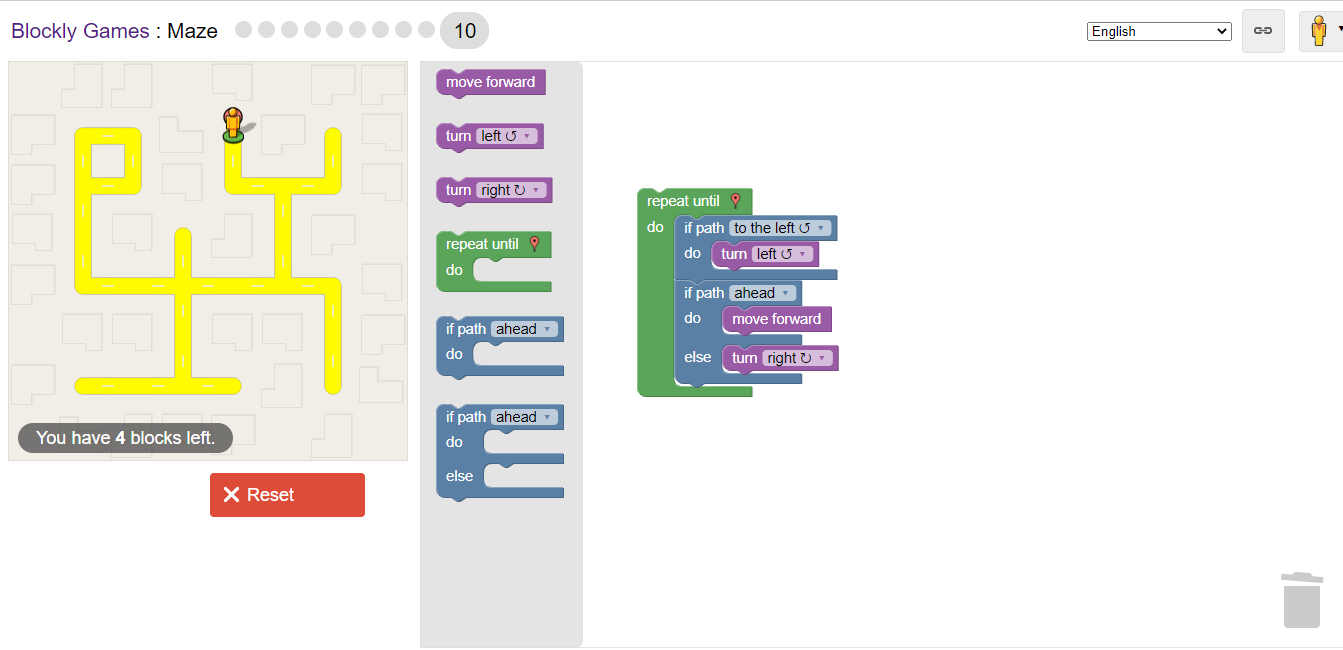 Blockly Games : Maze
10
English
You have 4 blocks left.
Reset
move forward
turn left ↺ ▾
turn right ↻ ▾
repeat until
do
if path ahead ▾
do
if path ahead ▾
do
else
repeat until
do
if path to the left ↺ ▾
do
turn left ↺ ▾
if path ahead ▾
do
move forward
else
turn right ↻ ▾